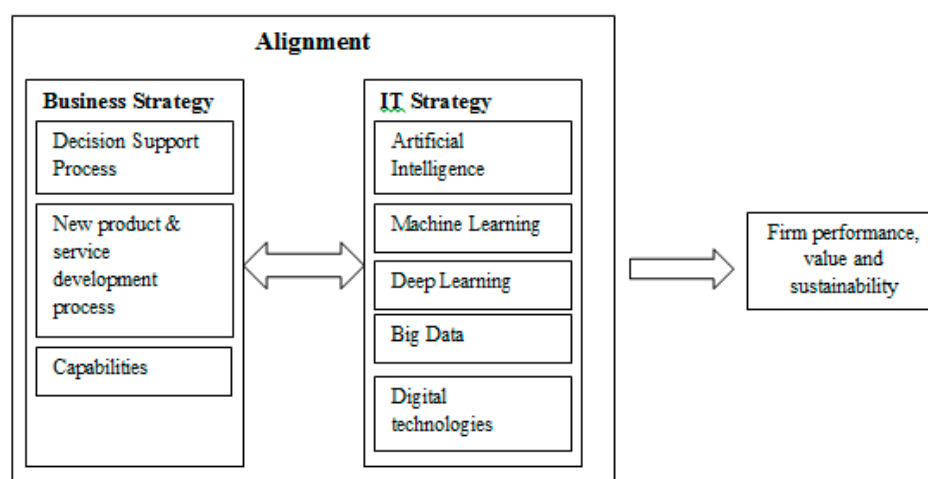 Alignment
Business Strategy
Decision Support
Process
New product &
service
development
process
Capabilities
IT Strategy
Artificial
Intelligence
Machine Learning
Deep Learning
Big Data
Digital
technologies
Firm performance,
value and
sustainability